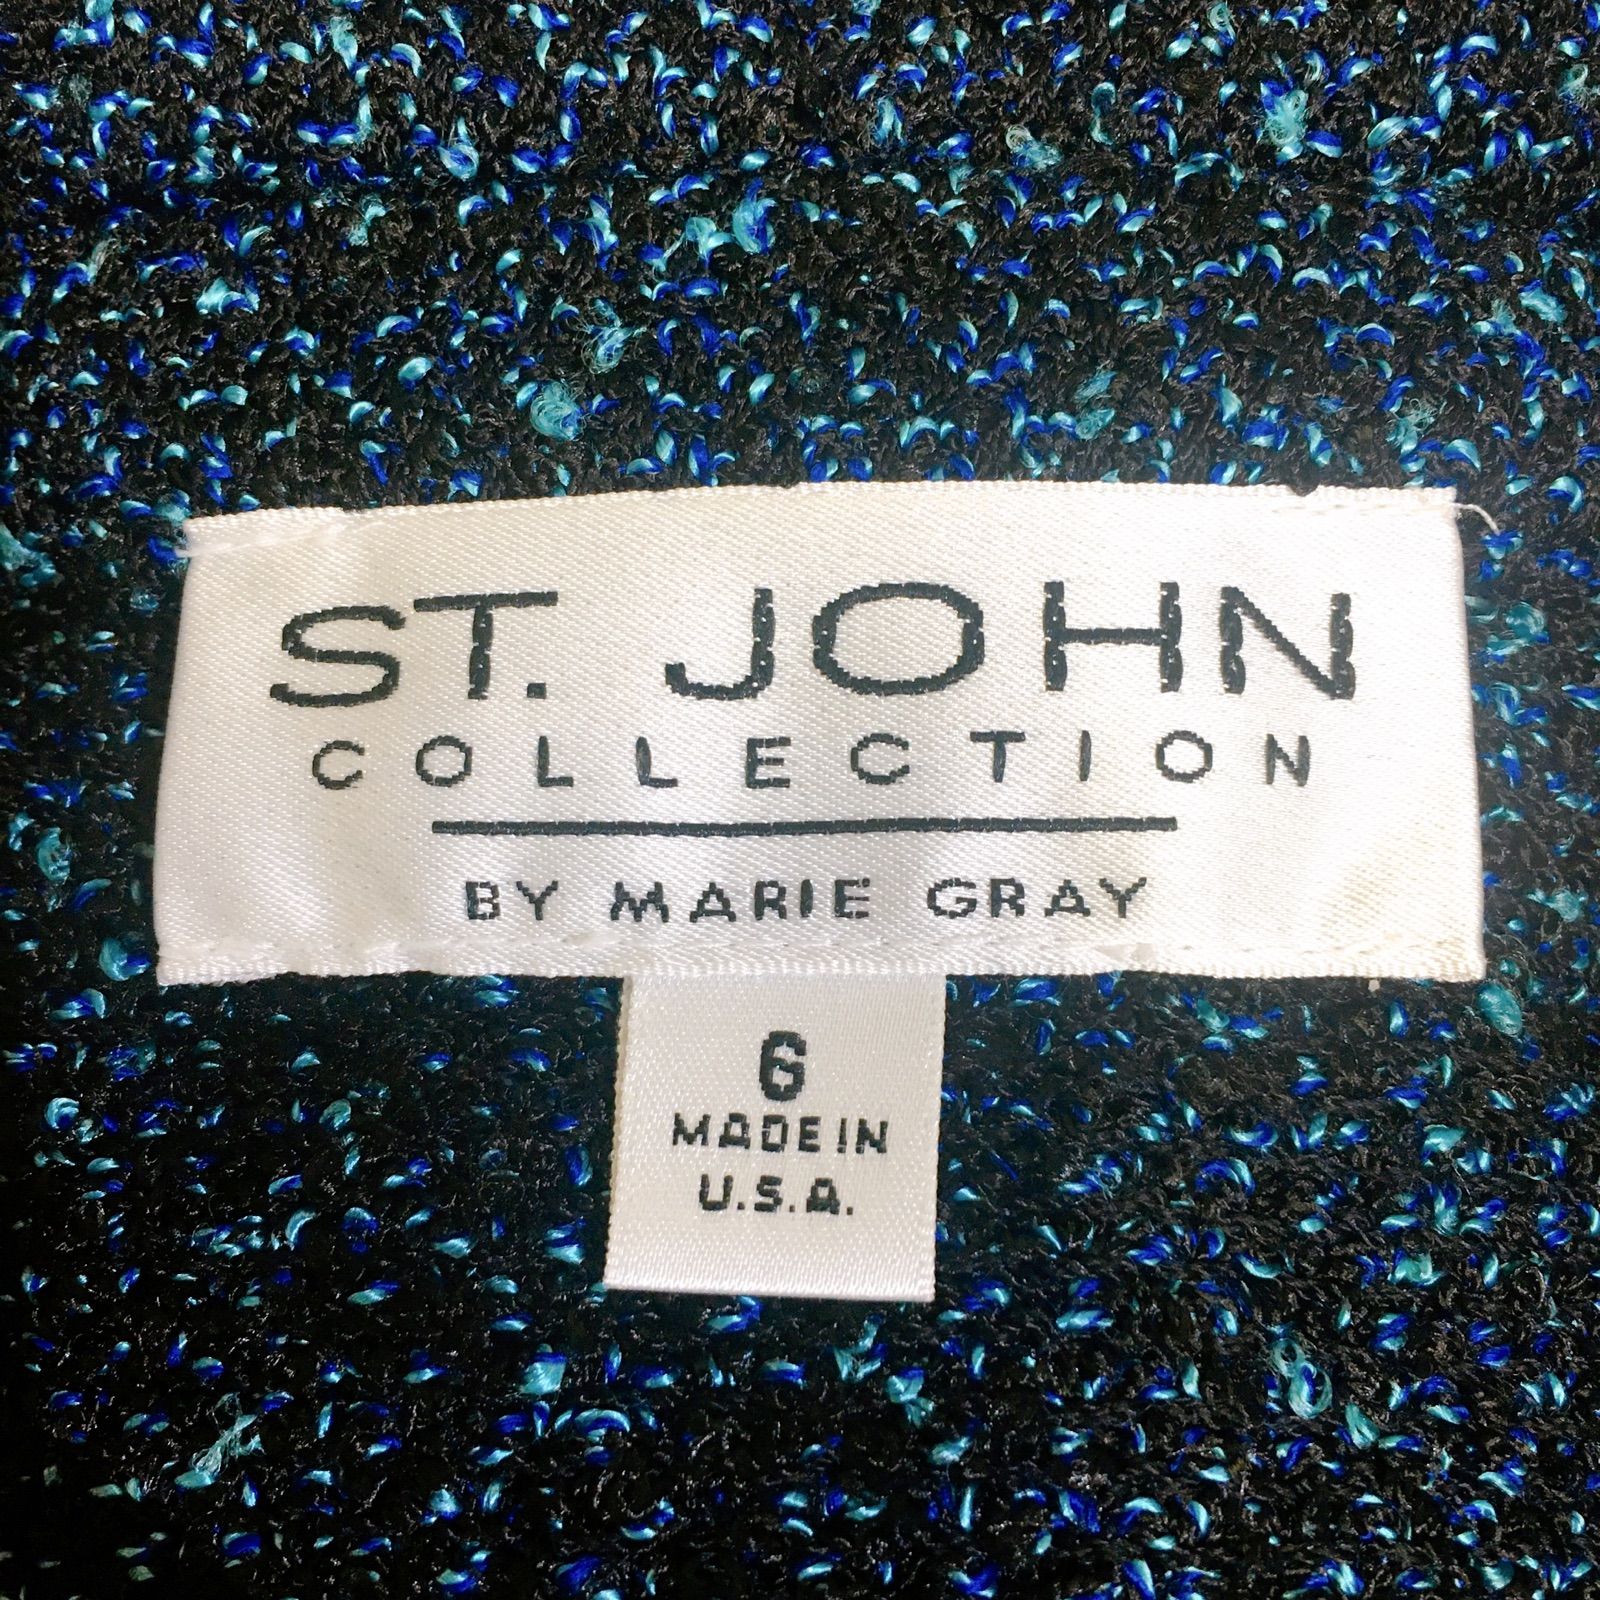 ST. JOHN
COLLECTION
BY MARIE GRAY
6
MADE IN
U.S.A.